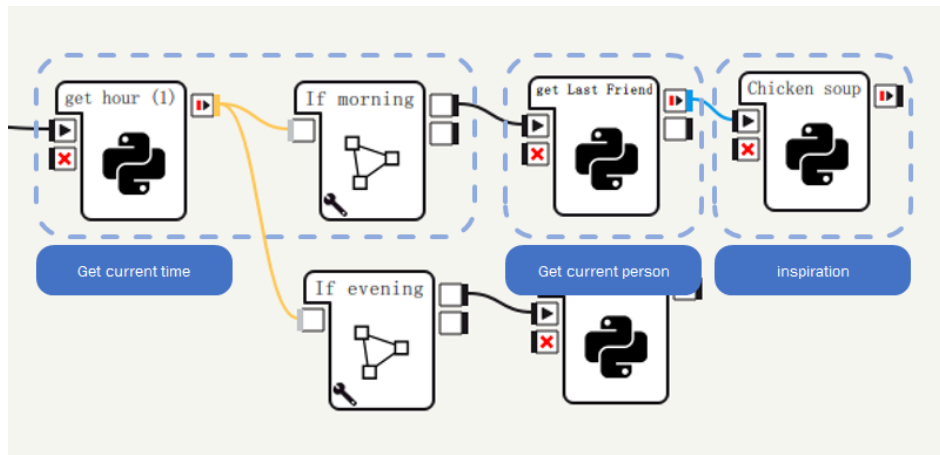 get hour (1)
If morning
get Last Friend
Chicken soup
Get current time
Get current person
inspiration
If evening